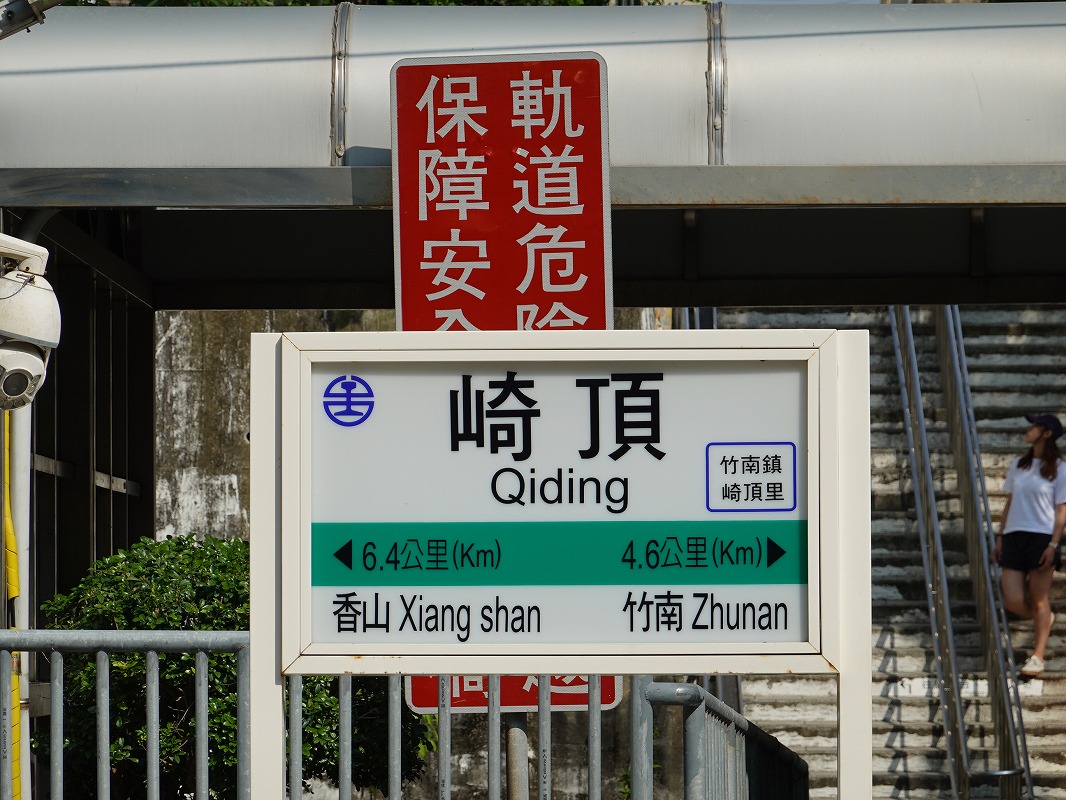 軌道危險
保障安全
崎頂
Qiding
竹南鎮
崎頂里
6.4公里(Km)
4.6公里(Km)
香山 Xiang shan
竹南 Zhunan